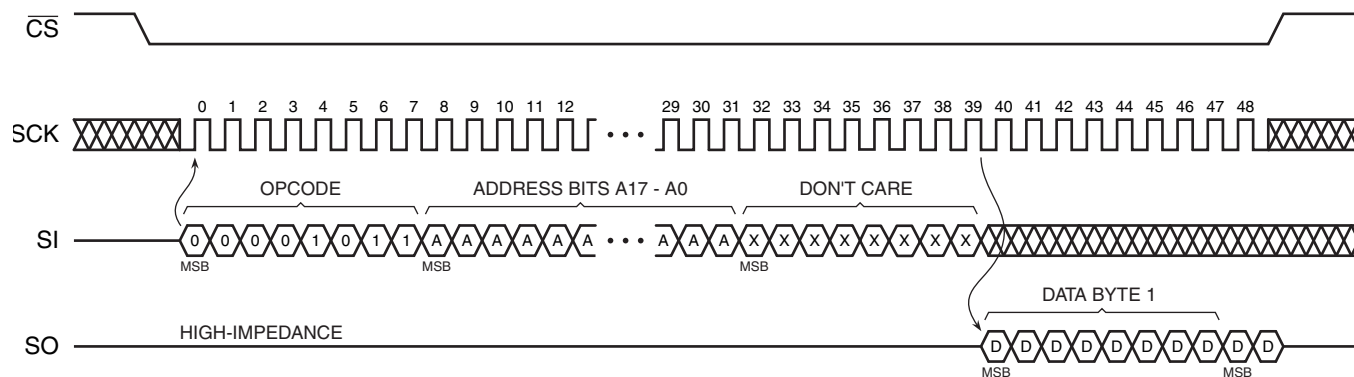 CS
0 1 2 3 4 5 6 7 8 9 10 11 12 29 30 31 32 33 34 35 36 37 38 39 40 41 42 43 44 45 46 47 48
SCK • • •
OPCODE ADDRESS BITS A17 - A0 DON'T CARE
SI 0 0 0 0 1 0 1 1 A A A A A A • • • A A A X X X X X X X X
MSB MSB MSB
DATA BYTE 1
HIGH-IMPEDANCE
SO D D D D D D D D D D
MSB MSB